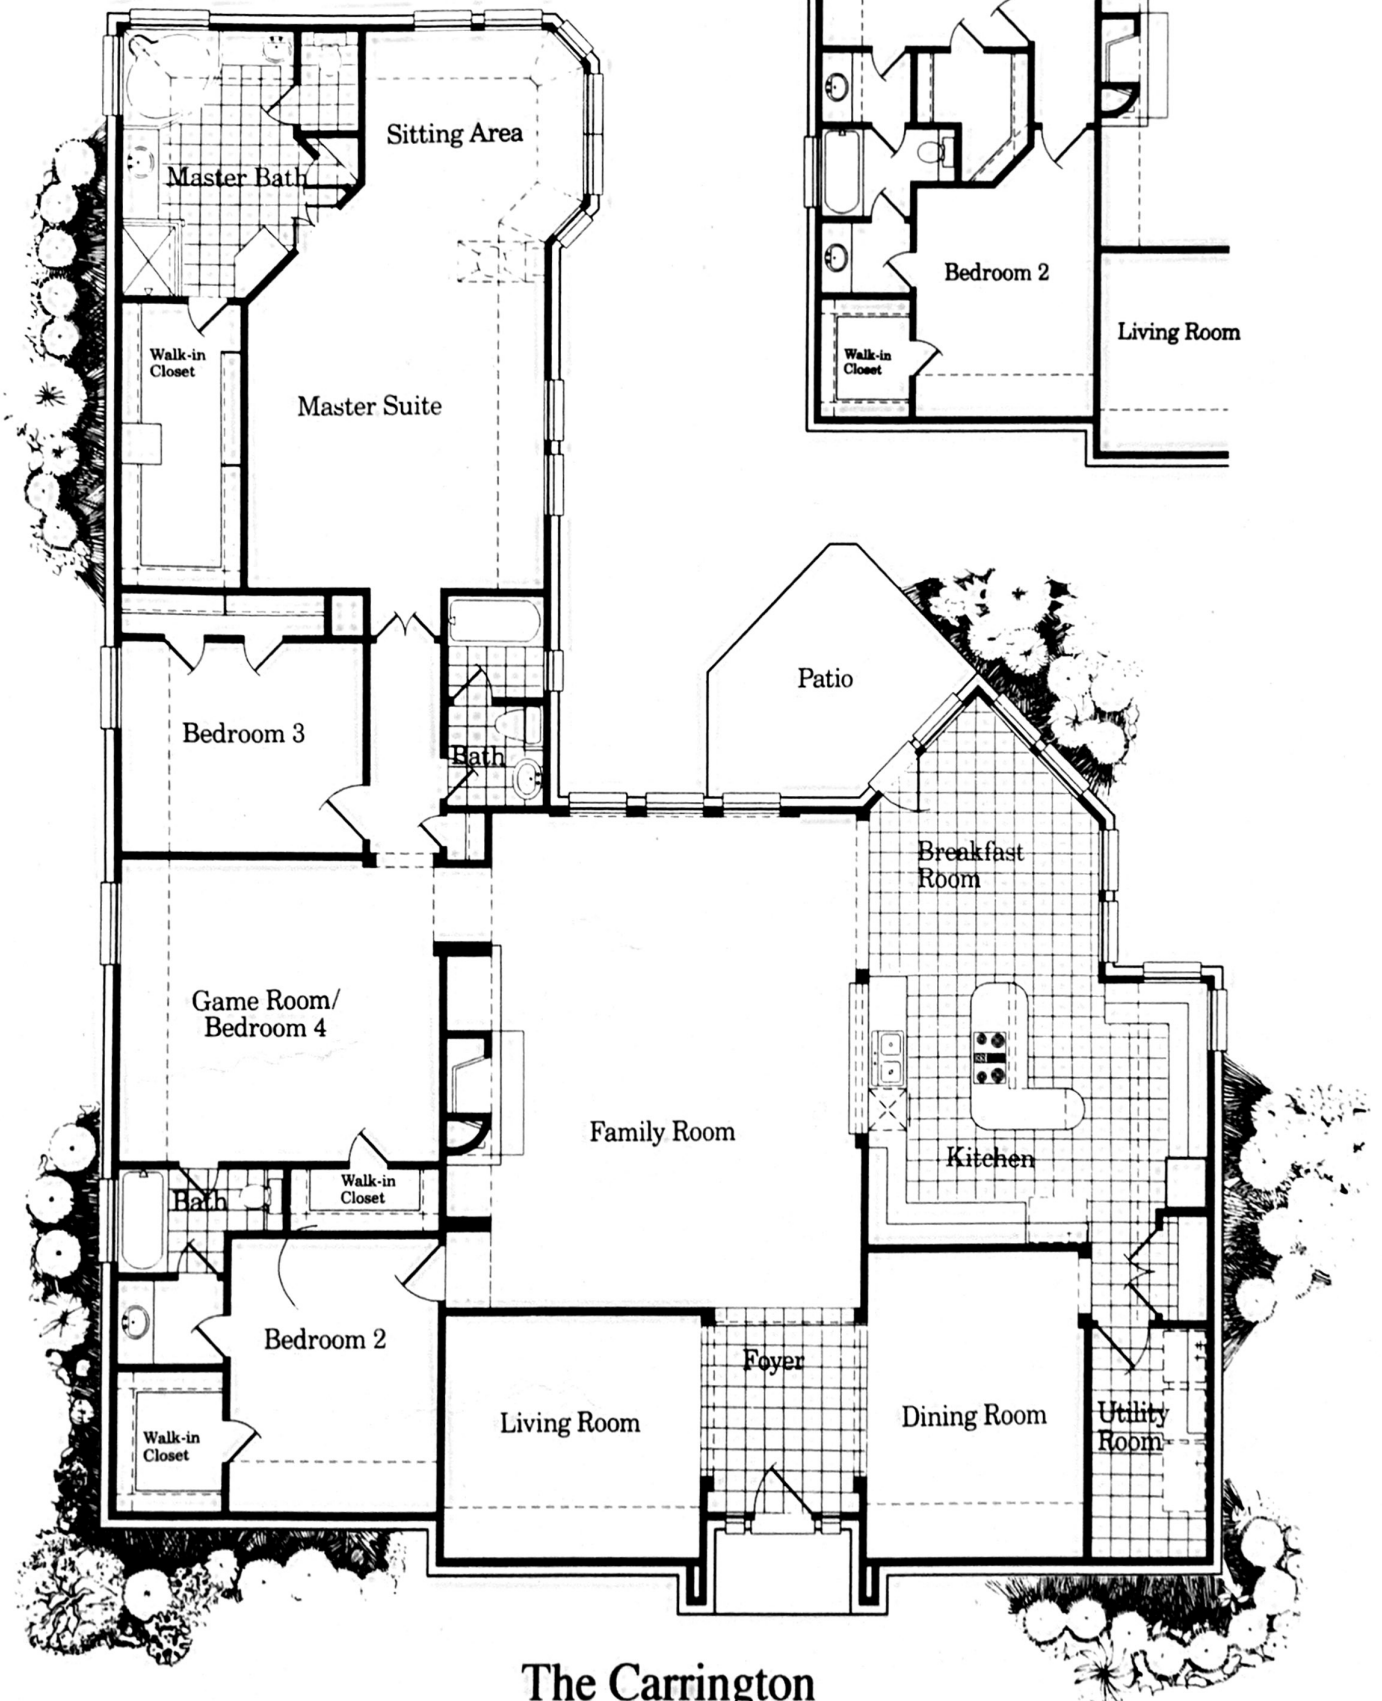 Sitting Area
Master Bath
Bedroom 2
Living Room
Walk-in
Closet
Walk-in
Closet
Master Suite
Patio
Bedroom 3
Bath
Breakfast
Room
Game Room/
Bedroom 4
Family Room
Kitchen
Bath
Walk-in
Closet
Bedroom 2
Foyer
Living Room
Dining Room
Utility
Room
Walk-in
Closet
The Carrington